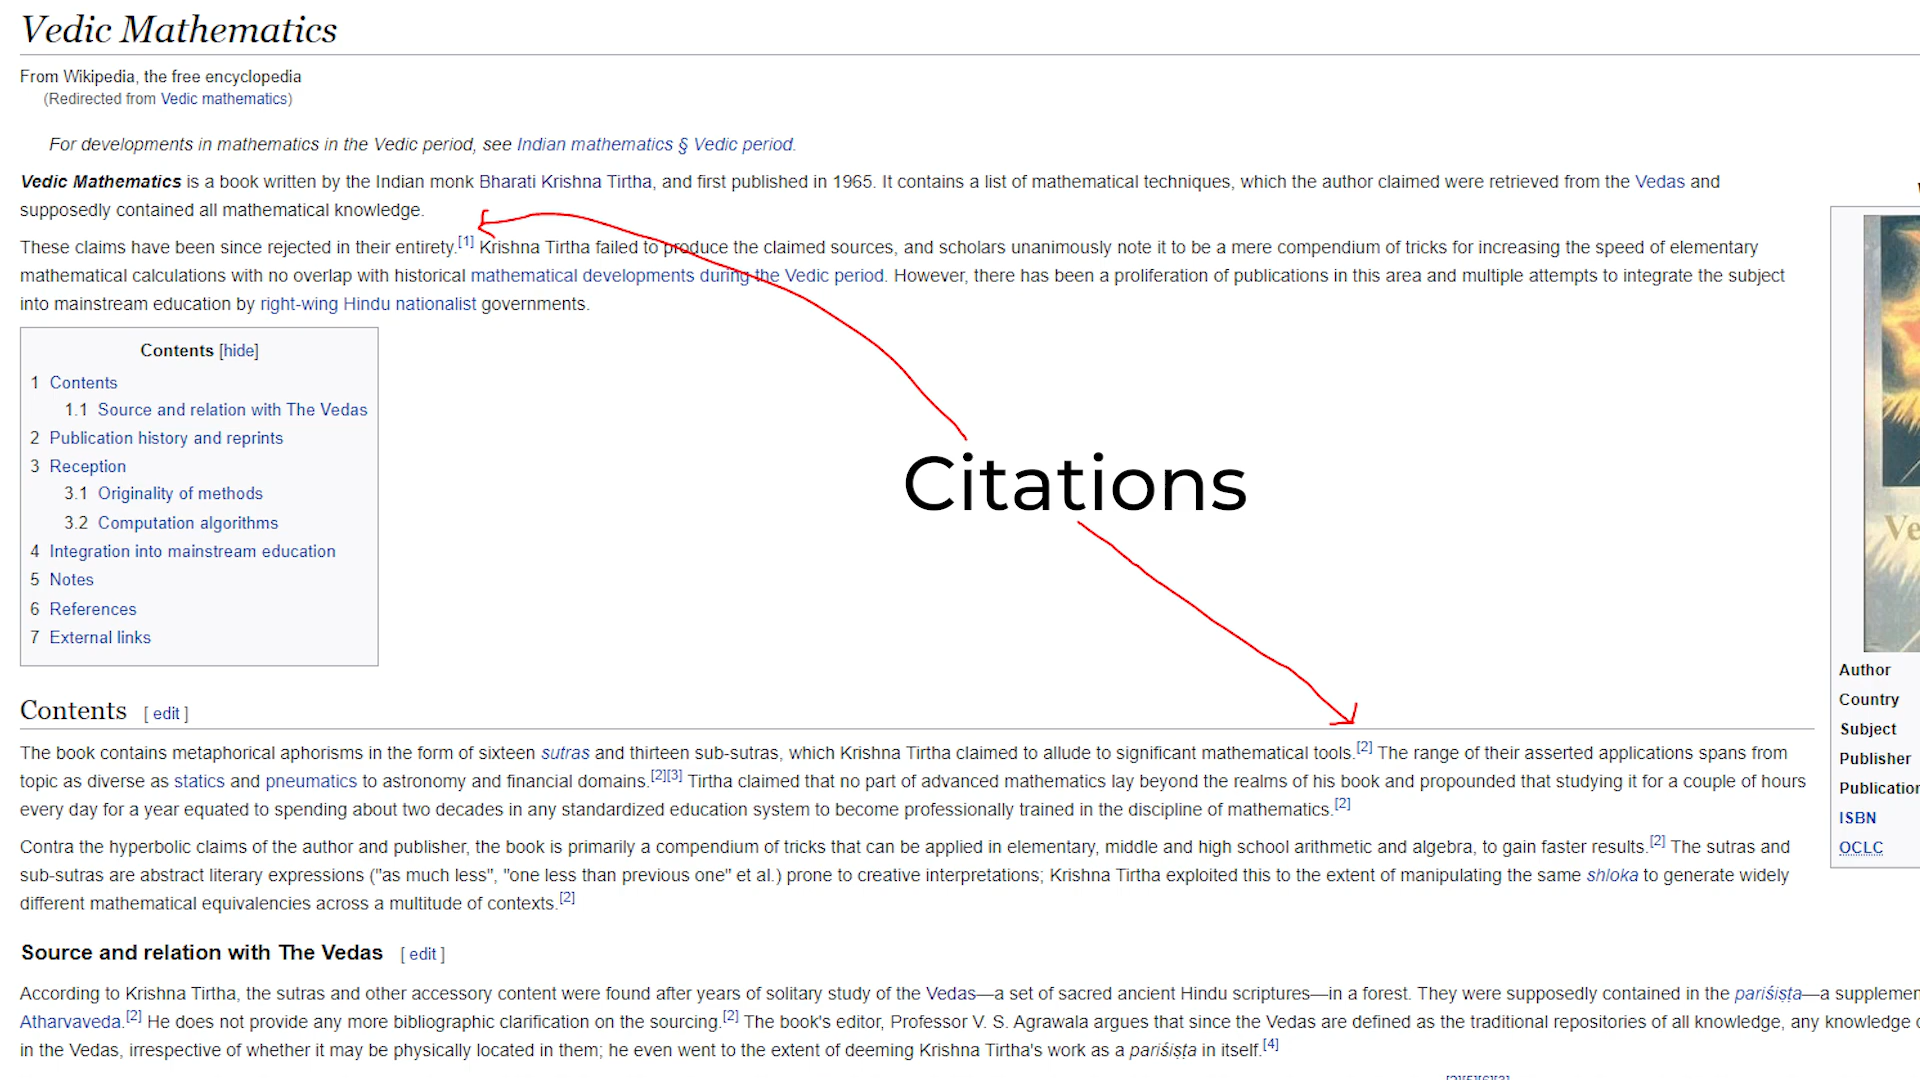 Vedic Mathematics
From Wikipedia, the free encyclopedia
(Redirected from Vedic mathematics)
For developments in mathematics in the Vedic period, see Indian mathematics § Vedic period.
Vedic Mathematics is a book written by the Indian monk Bharati Krishna Tirtha, and first published in 1965. It contains a list of mathematical techniques, which the author claimed were retrieved from the Vedas and
supposedly contained all mathematical knowledge.
These claims have been since rejected in their entirety.[1] Krishna Tirtha failed to produce the claimed sources, and scholars unanimously note it to be a mere compendium of tricks for increasing the speed of elementary
mathematical calculations with no overlap with historical mathematical developments during the Vedic period. However, there has been a proliferation of publications in this area and multiple attempts to integrate the subject
into mainstream education by right-wing Hindu nationalist governments.
Contents [hide]
1 Contents
1.1 Source and relation with The Vedas
2 Publication history and reprints
3 Reception
3.1 Originality of methods
3.2 Computation algorithms
4 Integration into mainstream education
5 Notes
6 References
7 External links
Citations
Ve
Author
Country
Subject
Publisher
Publication
ISBN
OCLC
Contents [ edit ]
The book contains metaphorical aphorisms in the form of sixteen sutras and thirteen sub-sutras, which Krishna Tirtha claimed to allude to significant mathematical tools.[2] The range of their asserted applications spans from
topic as diverse as statics and pneumatics to astronomy and financial domains.[2][3] Tirtha claimed that no part of advanced mathematics lay beyond the realms of his book and propounded that studying it for a couple of hours
every day for a year equated to spending about two decades in any standardized education system to become professionally trained in the discipline of mathematics.[2]
Contra the hyperbolic claims of the author and publisher, the book is primarily a compendium of tricks that can be applied in elementary, middle and high school arithmetic and algebra, to gain faster results.[2] The sutras and
sub-sutras are abstract literary expressions ("as much less", "one less than previous one" et al.) prone to creative interpretations; Krishna Tirtha exploited this to the extent of manipulating the same shloka to generate widely
different mathematical equivalencies across a multitude of contexts.[2]
Source and relation with The Vedas [ edit ]
According to Krishna Tirtha, the sutras and other accessory content were found after years of solitary study of the Vedas—a set of sacred ancient Hindu scriptures—in a forest. They were supposedly contained in the pariśiṣṭa—a supplemen
Atharvaveda.[2] He does not provide any more bibliographic clarification on the sourcing.[2] The book's editor, Professor V. S. Agrawala argues that since the Vedas are defined as the traditional repositories of all knowledge, any knowledge
in the Vedas, irrespective of whether it may be physically located in them; he even went to the extent of deeming Krishna Tirtha's work as a pariśiṣṭa in itself.[4]